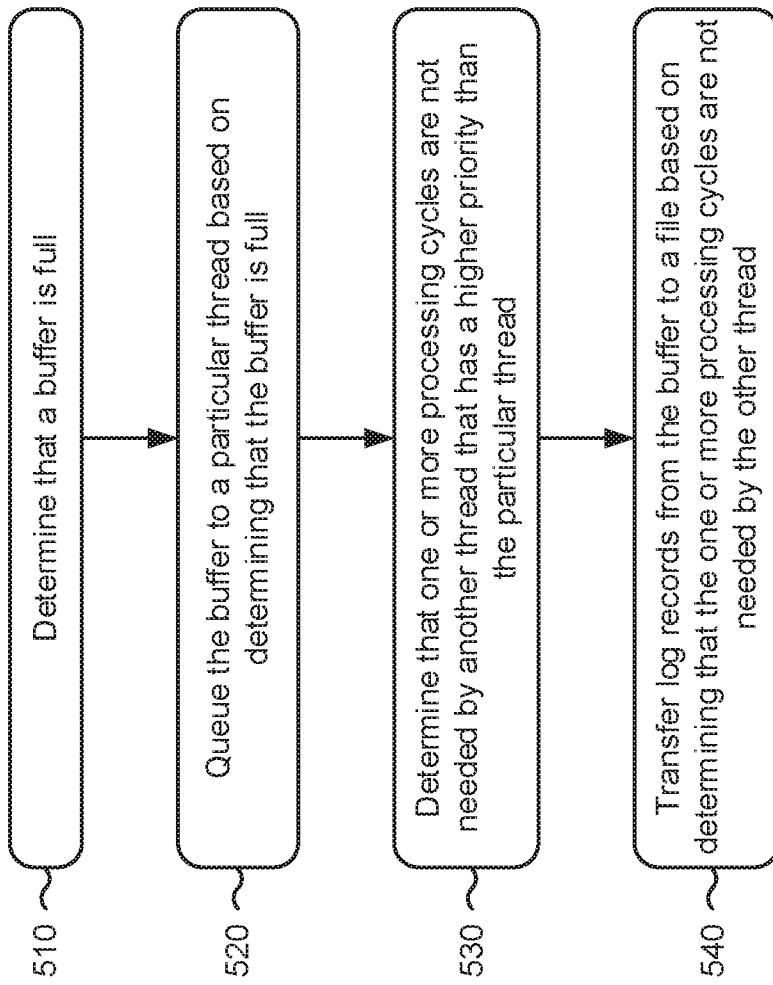 510
Determine that a buffer is full
520
Queue the buffer to a particular thread based on
determining that the buffer is full
530
Determine that one or more processing cycles are not
needed by another thread that has a higher priority than
the particular thread
540
Transfer log records from the buffer to a file based on
determining that the one or more processing cycles are not
needed by the other thread